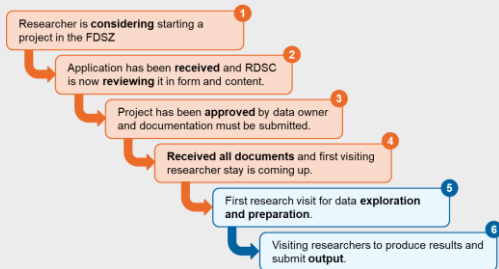 1
Researcher is considering starting a
project in the FDSZ
2
Application has been received and RDSC
is now reviewing it in form and content.
3
Project has been approved by data owner
and documentation must be submitted.
4
Received all documents and first visiting
researcher stay is coming up.
5
First research visit for data exploration
and preparation.
6
Visiting researchers to produce results and
submit output.